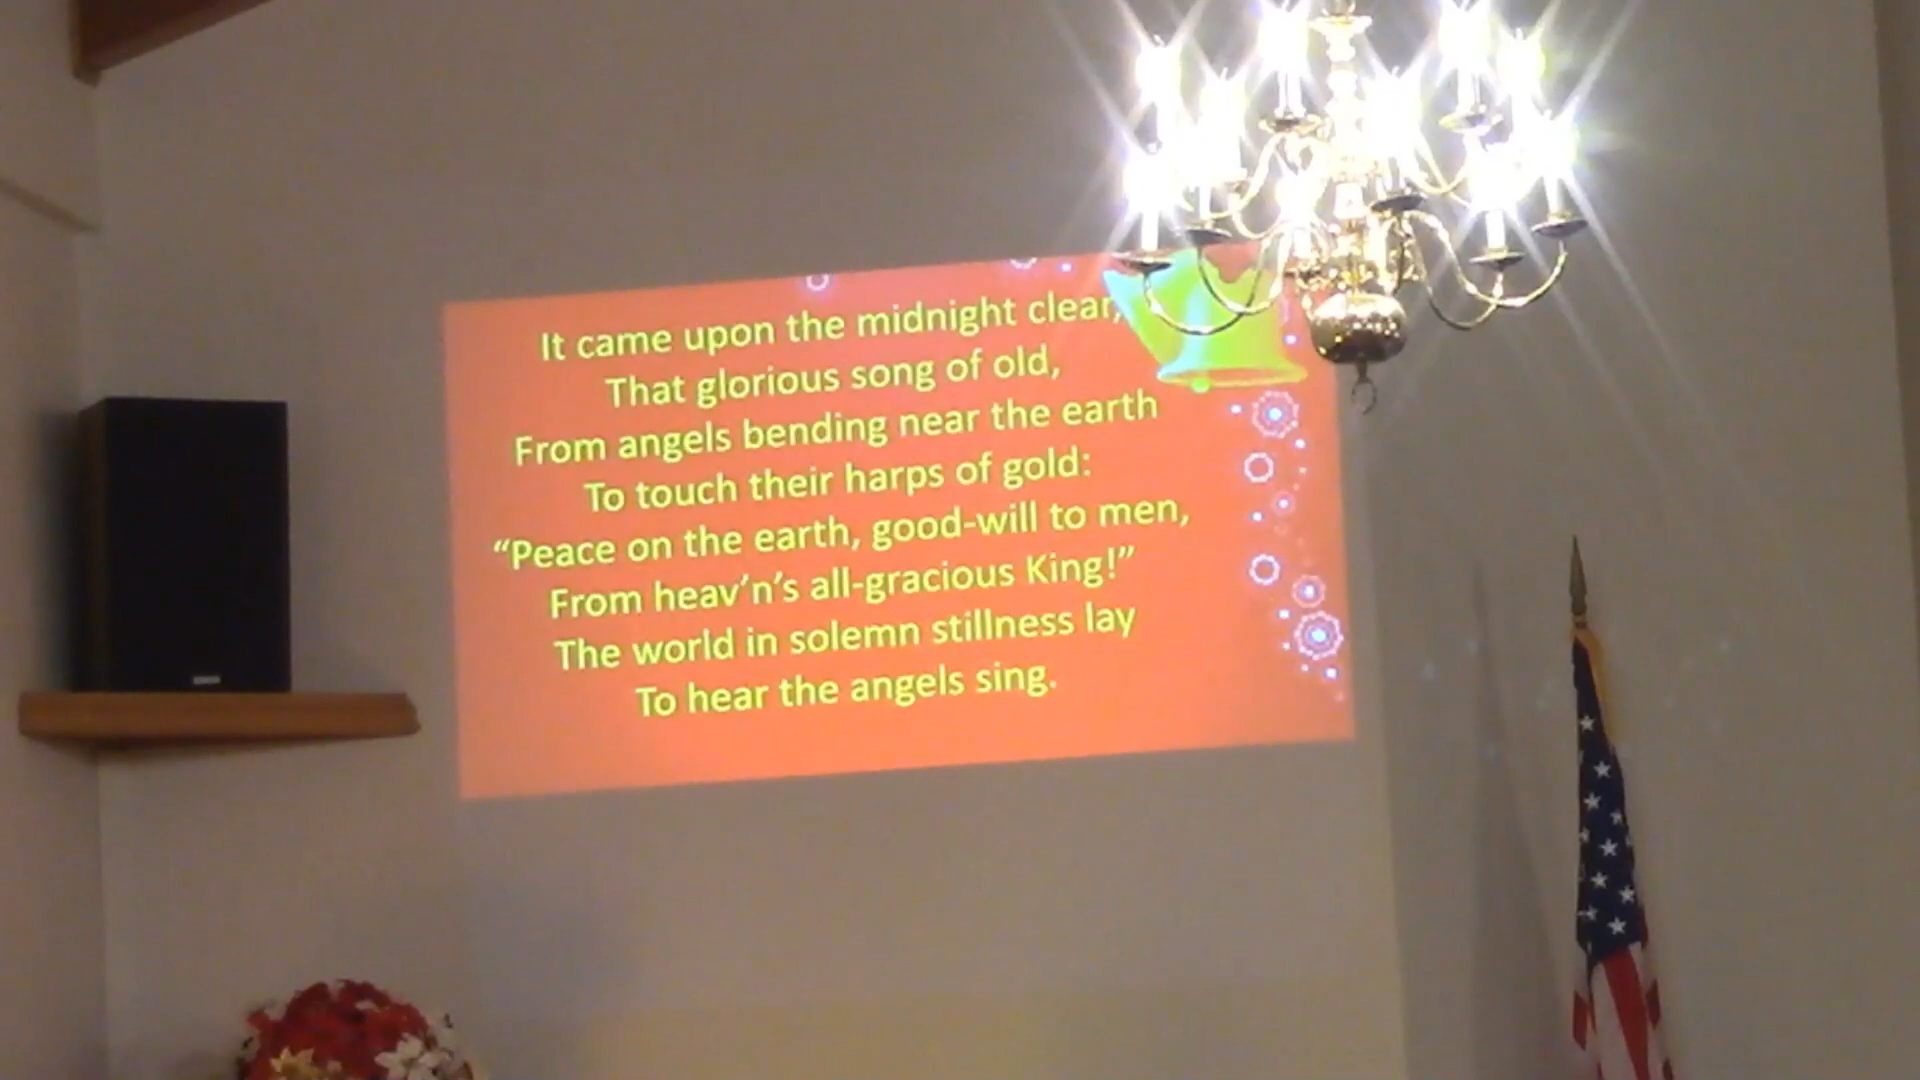 It came upon the midnight clear,
That glorious song of old,
From angels bending near the earth
To touch their harps of gold:
“Peace on the earth, good-will to men,
From heav’n’s all-gracious King!”
The world in solemn stillness lay
To hear the angels sing.